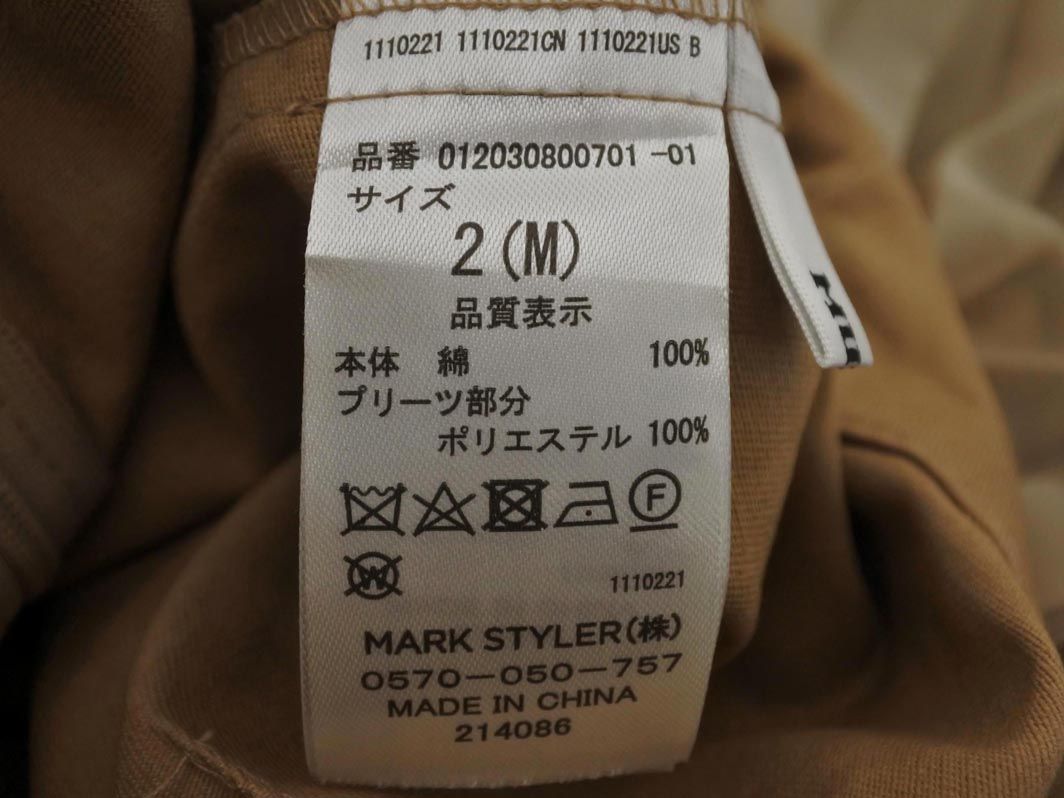 1110221 1110221CN 1110221US B
品番 012030800701 -01
サイズ
2(M)
品質表示
本体 綿 100%
プリーツ部分
ポリエステル 100%
F
W
1110221
MARK STYLER(株)
0570-050-757
MADE IN CHINA
214086